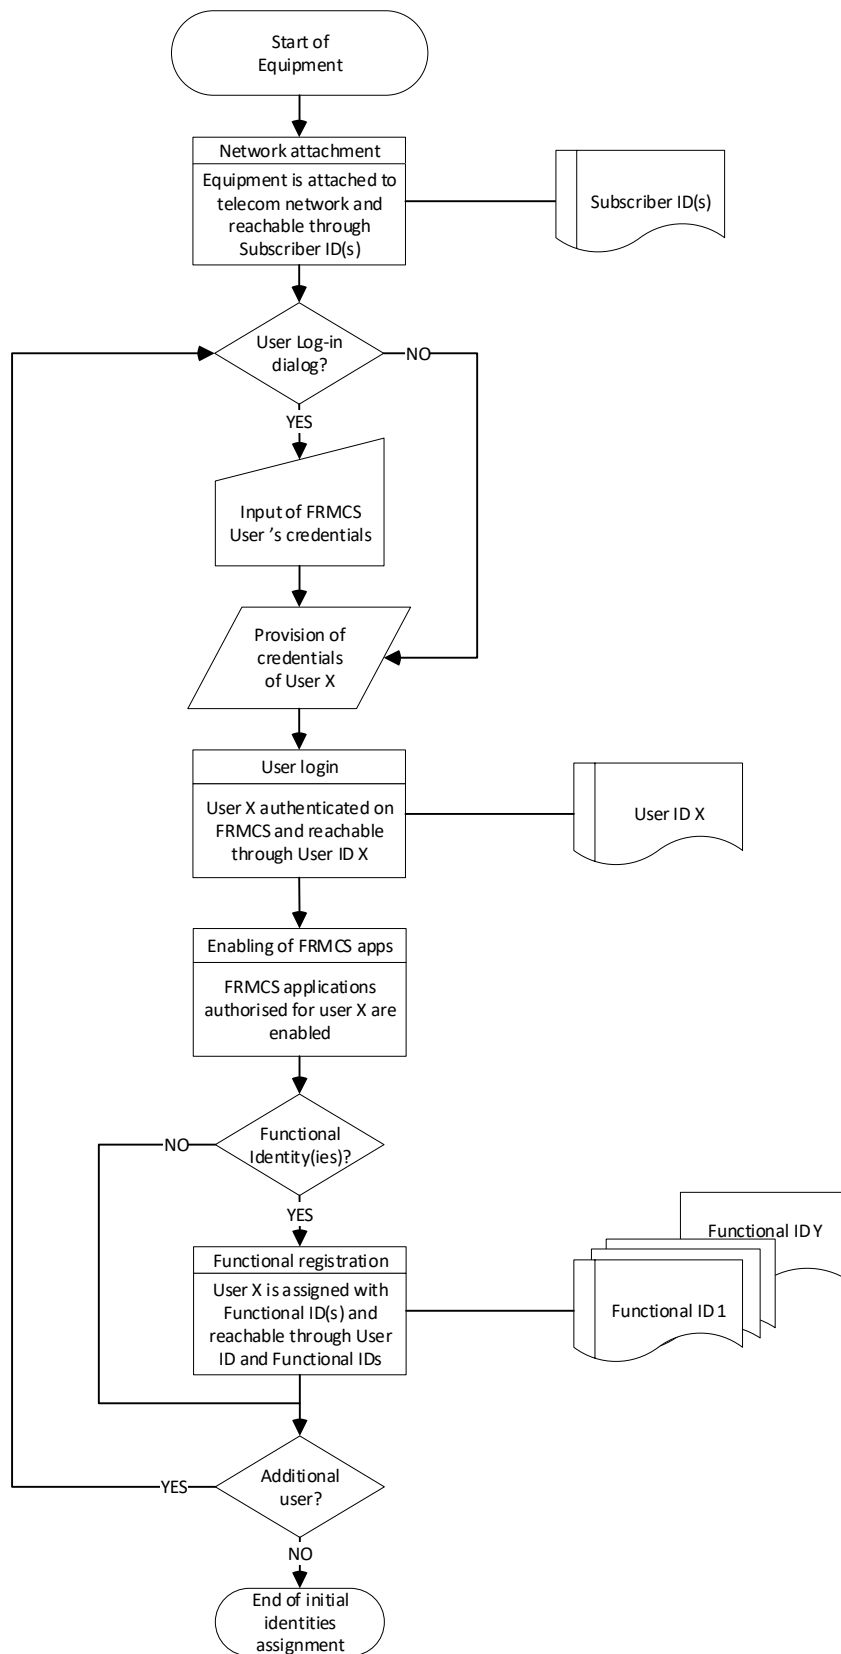 Start of
Equipment
Network attachment
Equipment is attached to
telecom network and
reachable through
Subscriber ID(s)
Subscriber ID(s)
User Log-in
dialog?
NO
YES
Input of FRMCS
User 's credentials
Provision of
credentials
of User X
User login
User X authenticated on
FRMCS and reachable
through User ID X
User ID X
Enabling of FRMCS apps
FRMCS applications
authorised for user X are
enabled
Functional
Identity(ies)?
NO
YES
Functional registration
User X is assigned with
Functional ID(s) and
reachable through User
ID and Functional IDs
Functional ID Y
Functional ID 1
Additional
user?
YES
NO
End of initial
identities
assignment